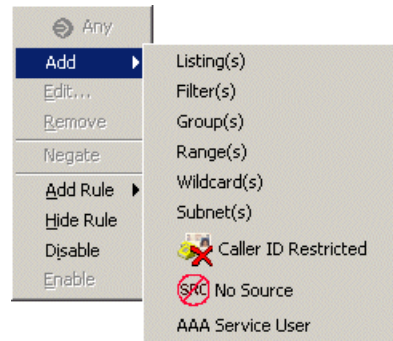 Any
Add
Edit...
Remove
Negate
Add Rule
Hide Rule
Disable
Enable
Listing(s)
Filter(s)
Group(s)
Range(s)
Wildcard(s)
Subnet(s)
Caller ID Restricted
SRC No Source
AAA Service User